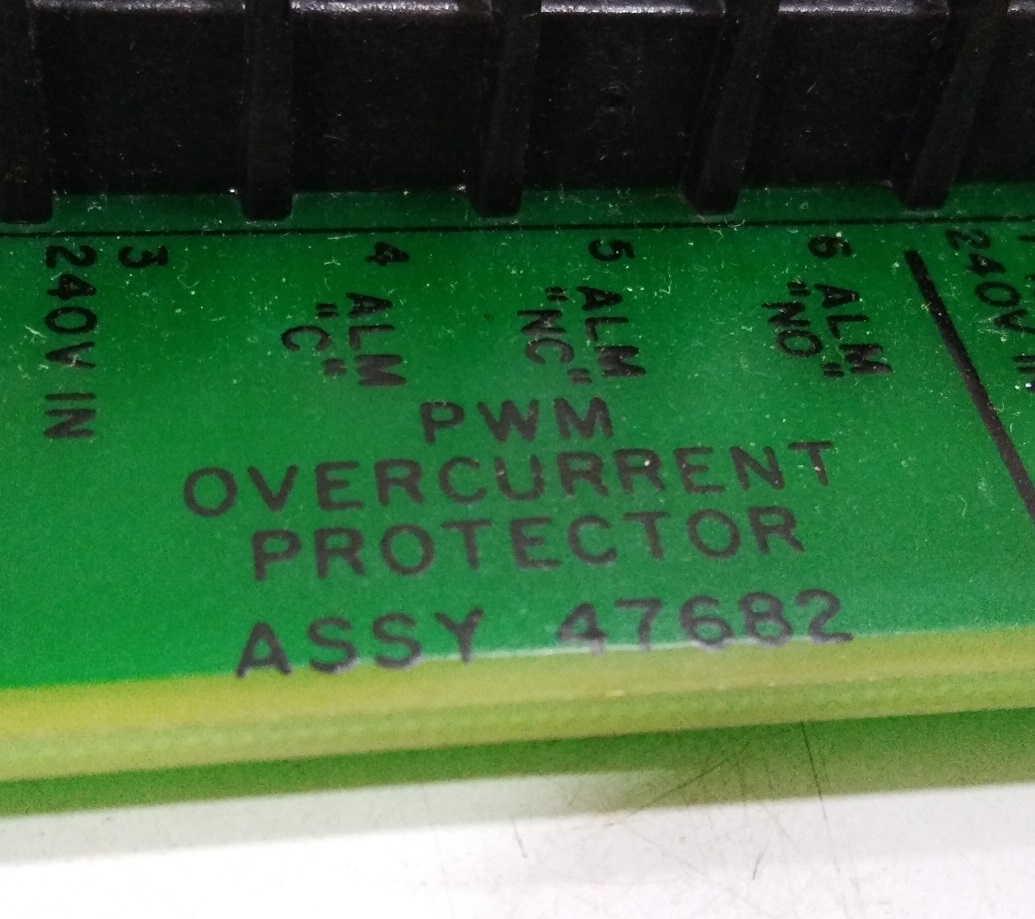 3
240V IN
4 ALM
"C"
5 ALM
"NC"
6 ALM
"NO"
240V
PWM
OVERCURRENT
PROTECTOR
ASSY 47682